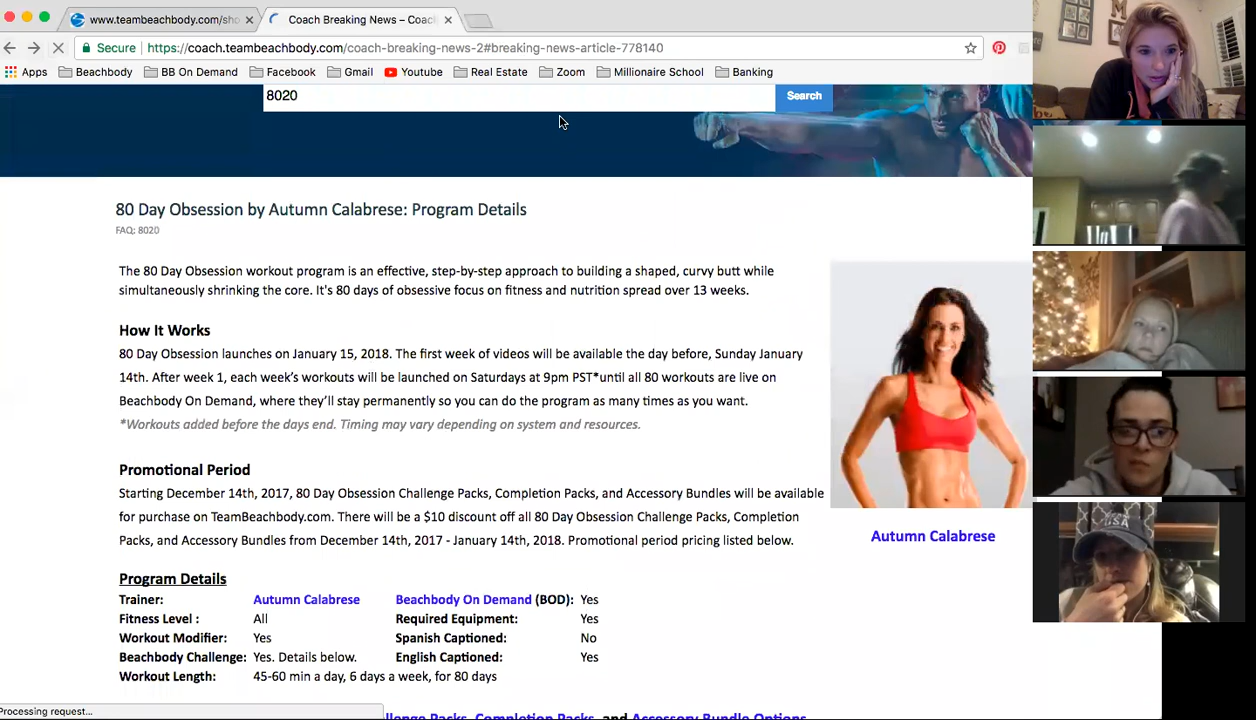 www.teambeachbody.com/sho
Coach Breaking News – Coac
Secure https://coach.teambeachbody.com/coach-breaking-news-2#breaking-news-article-778140
Apps Beachbody BB On Demand Facebook Gmail Youtube Real Estate Zoom Millionaire School Banking
8020 Search
80 Day Obsession by Autumn Calabrese: Program Details
FAQ: 8020
The 80 Day Obsession workout program is an effective, step-by-step approach to building a shaped, curvy butt while
simultaneously shrinking the core. It's 80 days of obsessive focus on fitness and nutrition spread over 13 weeks.
How It Works
80 Day Obsession launches on January 15, 2018. The first week of videos will be available the day before, Sunday January
14th. After week 1, each week's workouts will be launched on Saturdays at 9pm PST*until all 80 workouts are live on
Beachbody On Demand, where they'll stay permanently so you can do the program as many times as you want.
*Workouts added before the days end. Timing may vary depending on system and resources.
Promotional Period
Starting December 14th, 2017, 80 Day Obsession Challenge Packs, Completion Packs, and Accessory Bundles will be available
for purchase on TeamBeachbody.com. There will be a $10 discount off all 80 Day Obsession Challenge Packs, Completion
Packs, and Accessory Bundles from December 14th, 2017 - January 14th, 2018. Promotional period pricing listed below.
Autumn Calabrese
Program Details
Trainer: Autumn Calabrese Beachbody On Demand (BOD): Yes
Fitness Level : All Required Equipment: Yes
Workout Modifier: Yes Spanish Captioned: No
Beachbody Challenge: Yes. Details below. English Captioned: Yes
Workout Length: 45-60 min a day, 6 days a week, for 80 days
Processing request...
llenge Packs, Completion Packs, and Accessory Bundle Options
USA